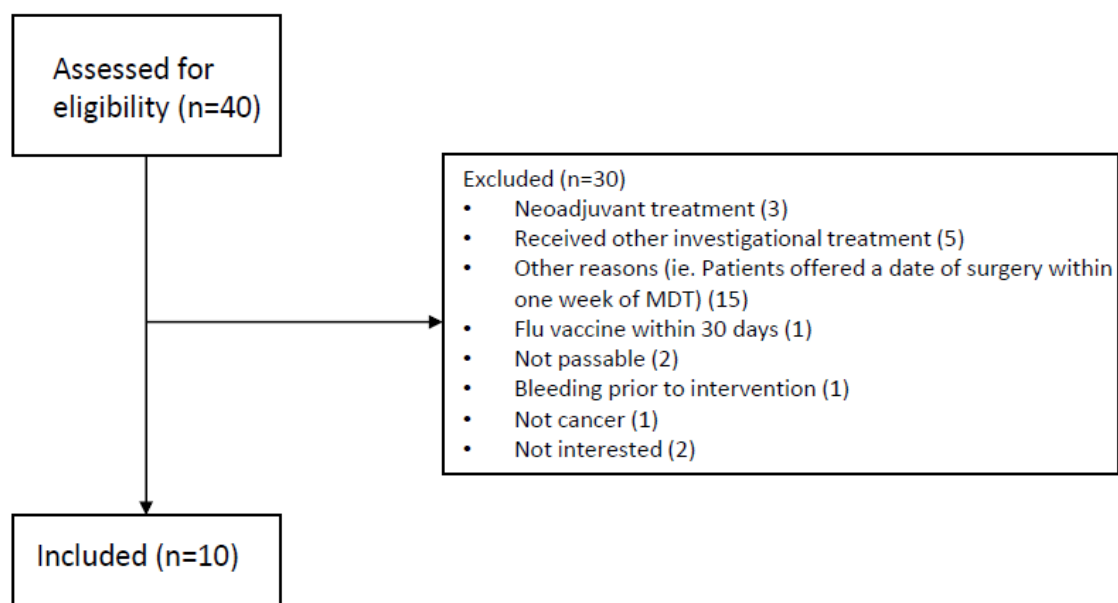 Assessed for
eligibility (n=40)
Excluded (n=30)
• Neoadjuvant treatment (3)
• Received other investigational treatment (5)
• Other reasons (ie. Patients offered a date of surgery within
one week of MDT) (15)
• Flu vaccine within 30 days (1)
• Not passable (2)
• Bleeding prior to intervention (1)
• Not cancer (1)
• Not interested (2)
Included (n=10)